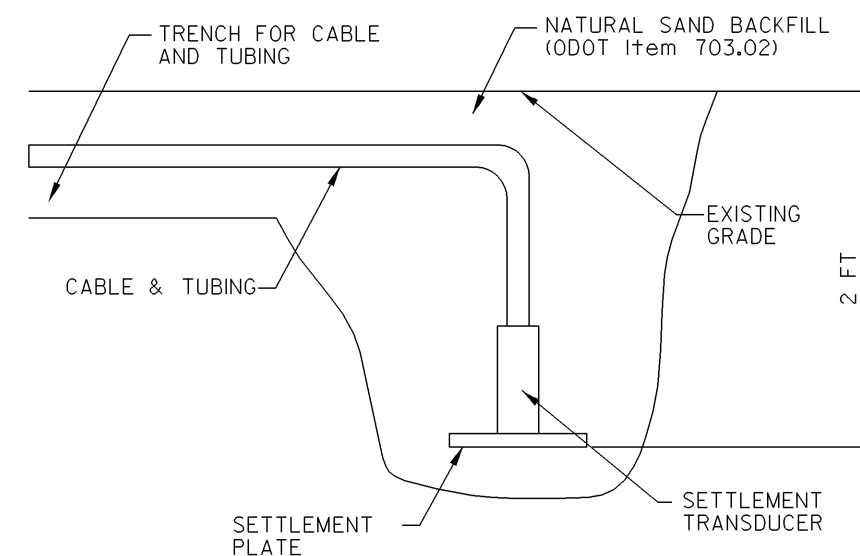 TRENCH FOR CABLE
AND TUBING
NATURAL SAND BACKFILL
(ODOT Item 703.02)
EXISTING
GRADE
2 FT
CABLE & TUBING
SETTLEMENT
PLATE
SETTLEMENT
TRANSDUCER